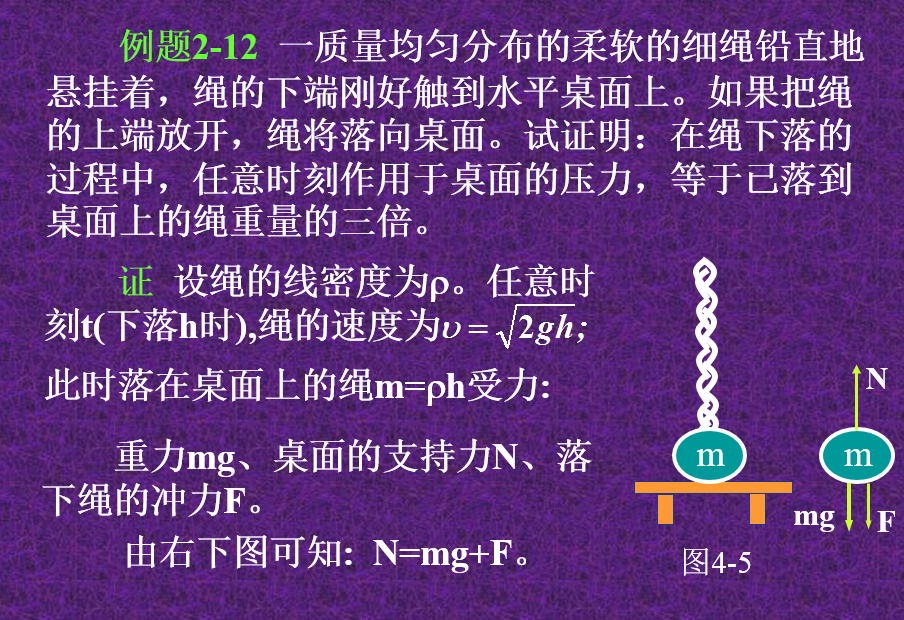 例题2-12 一质量均匀分布的柔软的细绳铅直地
悬挂着，绳的下端刚好触到水平桌面上。如果把绳
的上端放开，绳将落向桌面。试证明：在绳下落的
过程中，任意时刻作用于桌面的压力，等于已落到
桌面上的绳重量的三倍。
证 设绳的线密度为ρ。任意时
刻t(下落h时),绳的速度为υ=√2gh;
此时落在桌面上的绳m=ρh受力:
重力mg、桌面的支持力N、落
下绳的冲力F。
由右下图可知: N=mg+F。
m
N
m
mg
F
图4-5